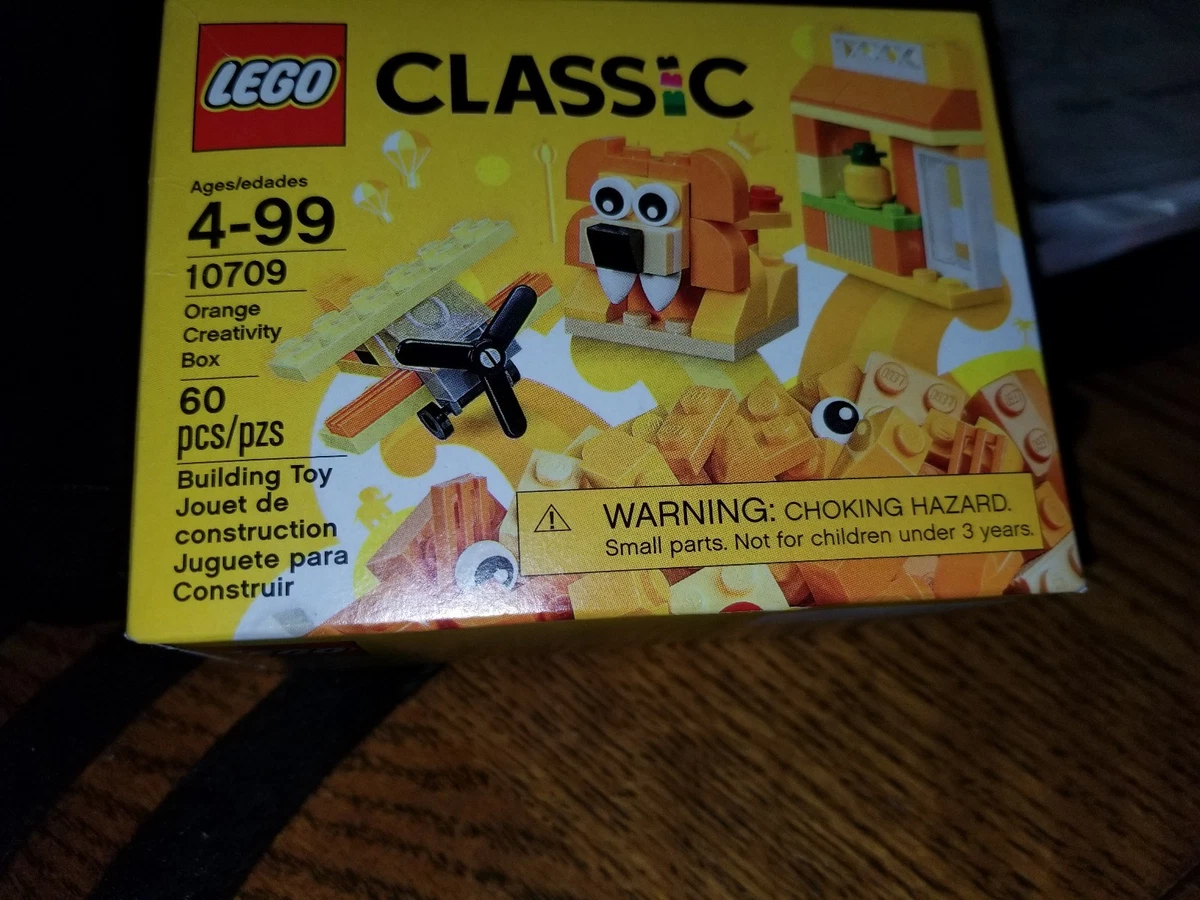 LEGO
CLASSiC
Ages/edades
4-99
10709
Orange
Creativity
Box
60
pcs/pzs
Building Toy
Jouet de
construction
Juguete para
Construir
WARNING: CHOKING HAZARD.
Small parts. Not for children under 3 years.